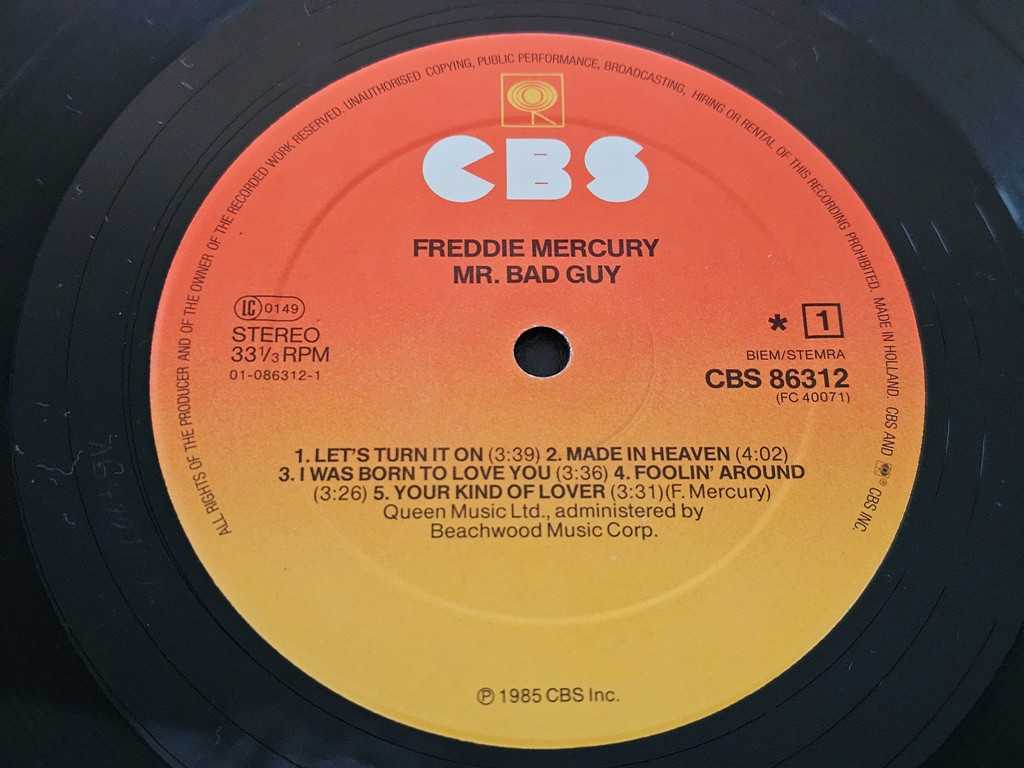 ALL RIGHTS OF THE PRODUCER AND OF THE OWNER OF THE RECORDED WORK RESERVED. UNAUTHORISED COPYING, PUBLIC PERFORMANCE, BROADCASTING, HIRING OR RENTAL OF THIS RECORDING PROHIBITED. MADE IN HOLLAND. CBS AND ® CBS INC.
CBS
FREDDIE MERCURY
MR. BAD GUY
LC 0149
STEREO
33 1/3 RPM
01-086312-1
* 1
BIEM/STEMRA
CBS 86312
(FC 40071)
1. LET'S TURN IT ON (3:39) 2. MADE IN HEAVEN (4:02)
3. I WAS BORN TO LOVE YOU (3:36) 4. FOOLIN' AROUND
(3:26) 5. YOUR KIND OF LOVER (3:31) (F. Mercury)
Queen Music Ltd., administered by
Beachwood Music Corp.
℗ 1985 CBS Inc.